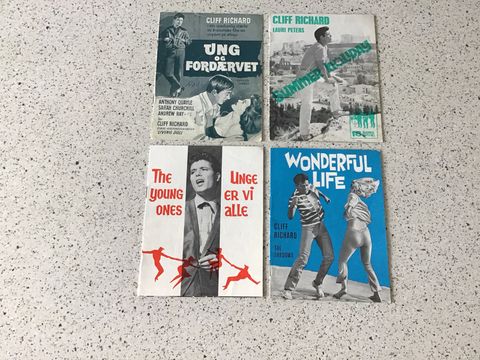 CLIFF RICHARD
UNG
OG
FORDÆRVET
ANTHONY QUAYLE
SARAH CHURCHILL
ANDREW RAY
CLIFF RICHARD
CLIFF RICHARD
LAURI PETERS
Summer Holiday
The
young
ones
UNGE
ER VI
ALLE
WONDERFUL
LIFE
CLIFF
RICHARD
THE
SHADOWS